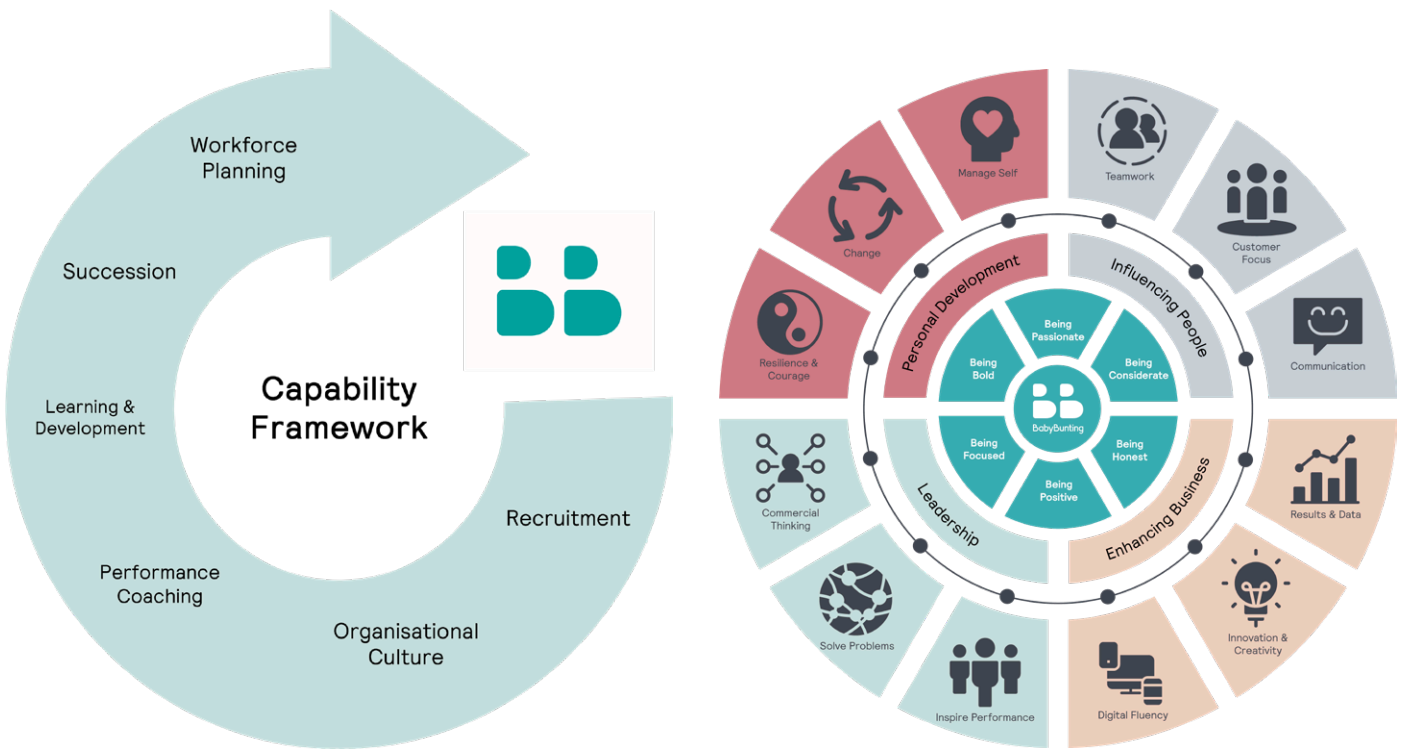 Workforce
Planning
Succession
Learning &
Development
Performance
Coaching
Organisational
Culture
Recruitment
Capability
Framework
Manage Self
Change
Resilience &
Courage
Teamwork
Customer
Focus
Communication
Results & Data
Innovation &
Creativity
Digital Fluency
Inspire Performance
Solve Problems
Commercial
Thinking
Personal Development
Influencing People
Enhancing Business
Leadership
Being
Passionate
Being
Considerate
Being
Honest
Being
Positive
Being
Focused
Being
Bold
BabyBunting